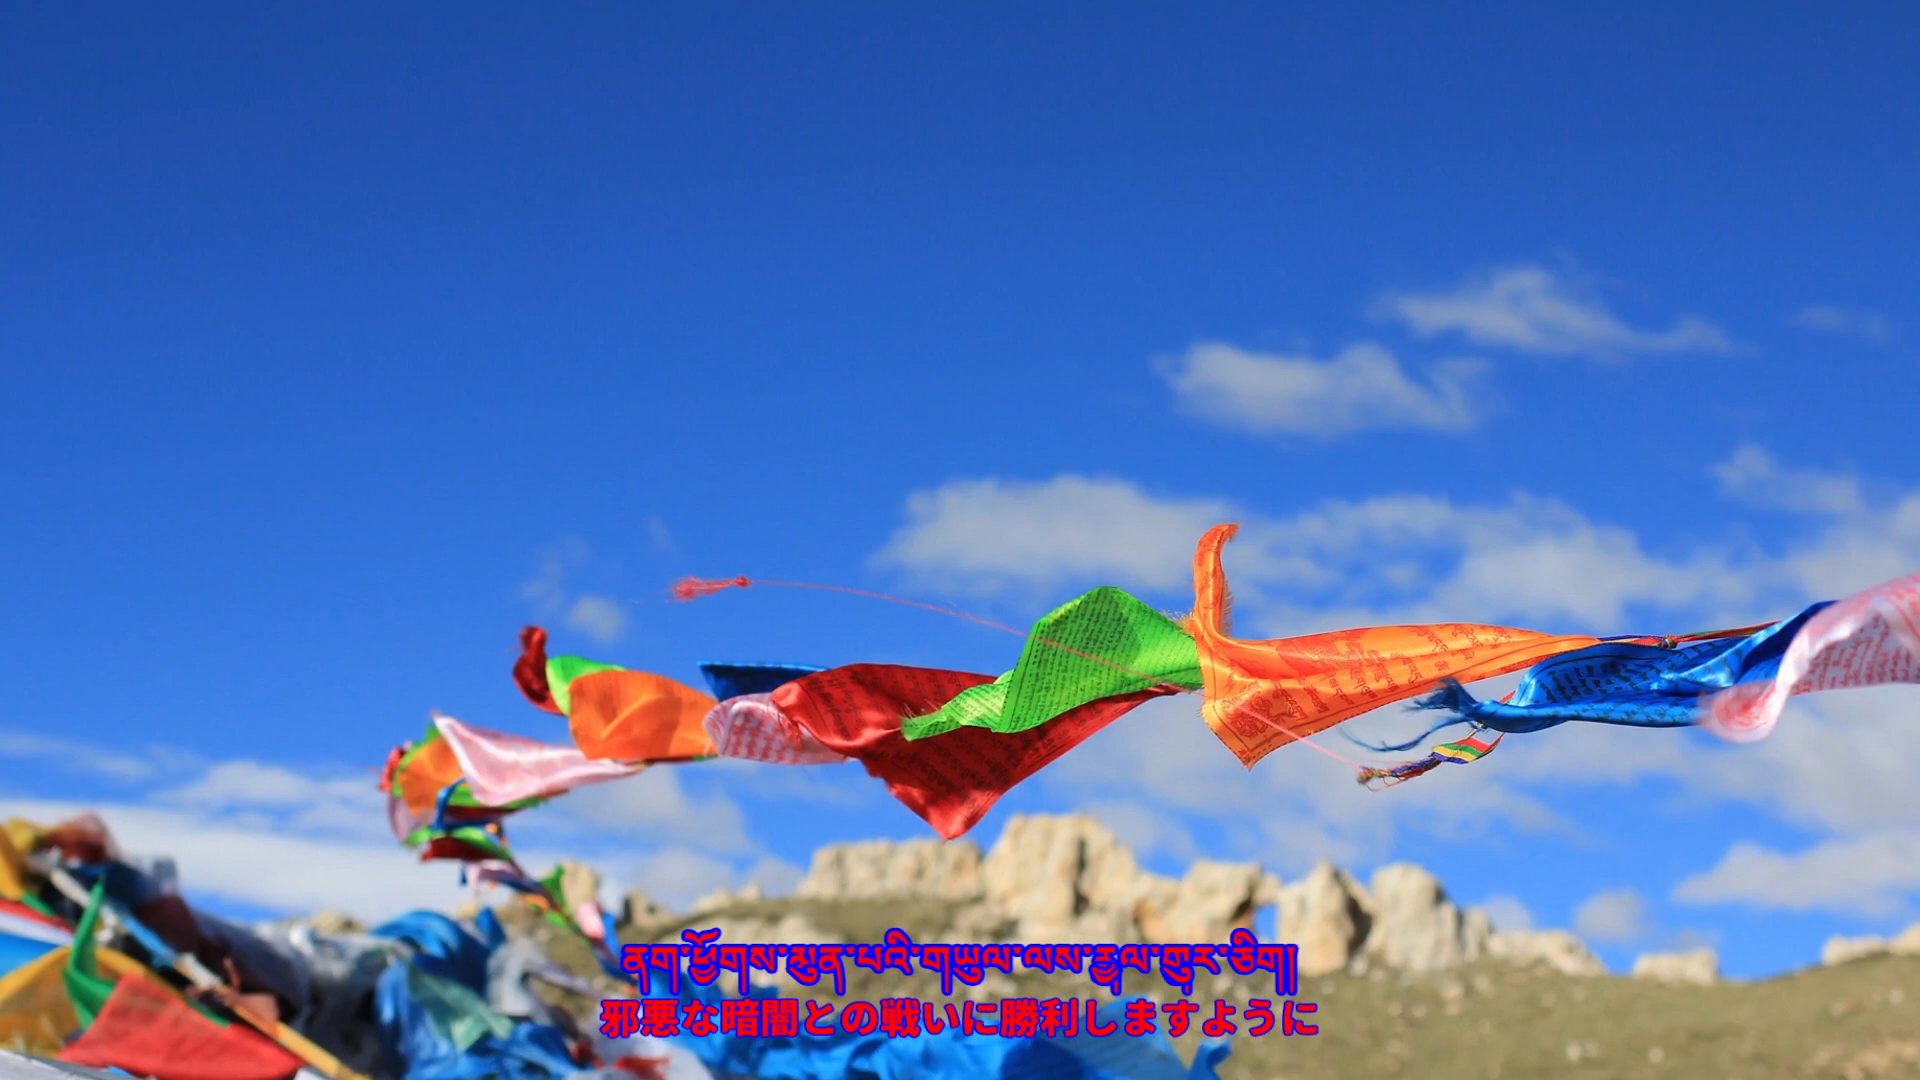 ནག་ཕྱོགས་མུན་པའི་གཡུལ་ལས་རྒྱལ་གུར་ཅིག།
邪悪な暗闇との戦いに勝利しますように